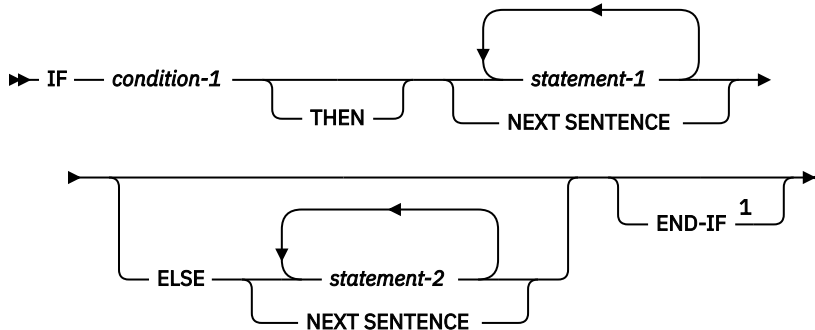 IF condition-1 statement-1
THEN NEXT SENTENCE
END-IF 1
ELSE statement-2
NEXT SENTENCE